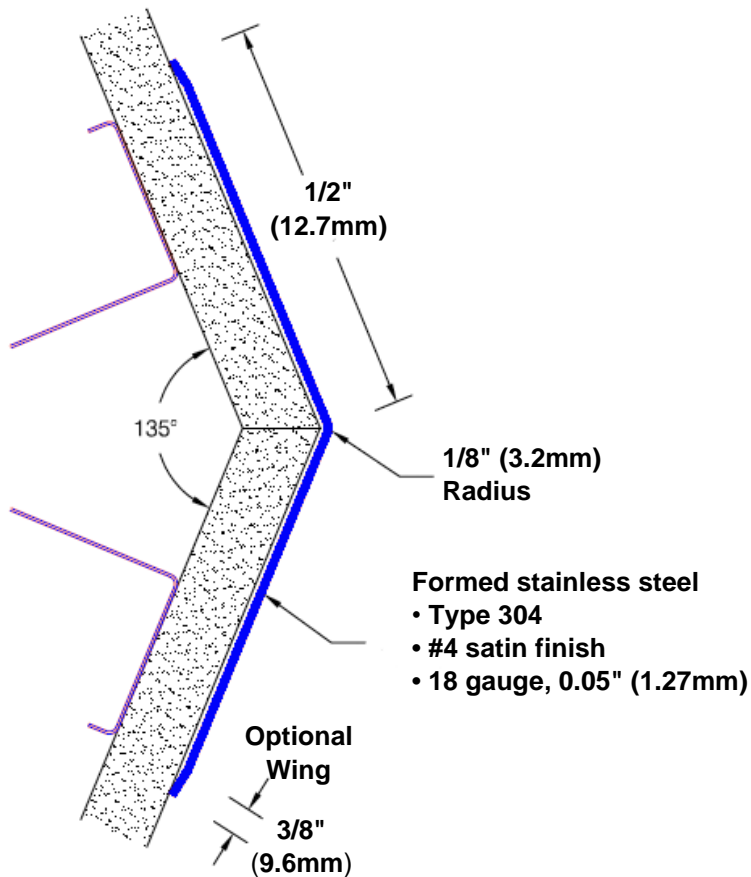 1/2"
(12.7mm)
135°
1/8" (3.2mm)
Radius
Formed stainless steel
• Type 304
• #4 satin finish
• 18 gauge, 0.05" (1.27mm)
Optional
Wing
3/8"
(9.6mm)